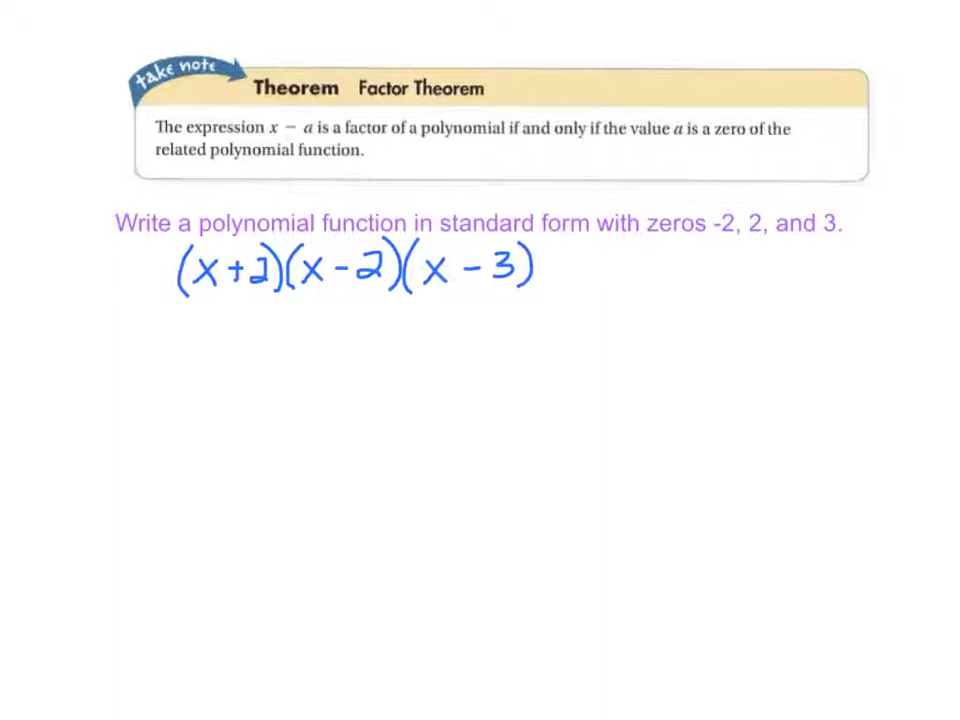 take note
Theorem Factor Theorem
The expression x − a is a factor of a polynomial if and only if the value a is a zero of the
related polynomial function.
Write a polynomial function in standard form with zeros -2, 2, and 3.
(x+2)(x-2)(x-3)